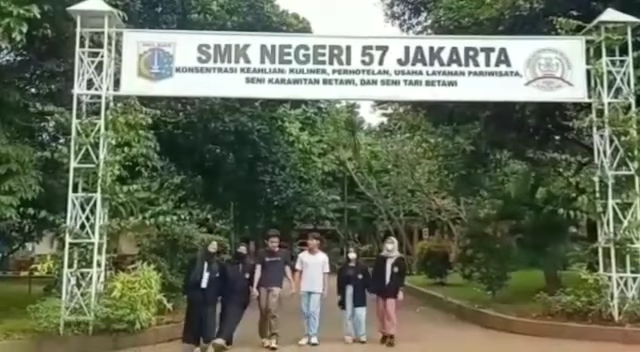 SMK NEGERI 57 JAKARTA
KONSENTRASI KEAHLIAN: KULINER, PERHOTELAN, USAHA LAYANAN PARIWISATA,
SENI KARAWITAN BETAWI, DAN SENI TARI BETAWI